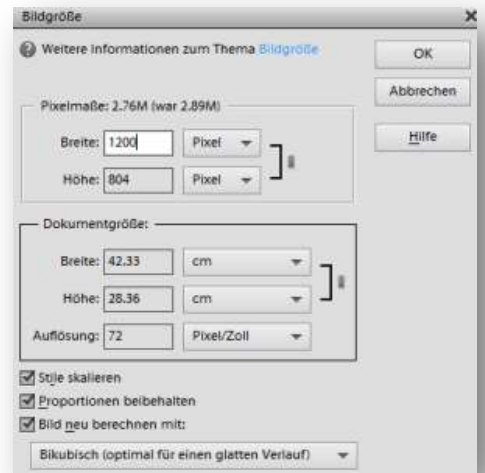 Bildgröße
Weitere Informationen zum Thema Bildgröße
OK
Abbrechen
Hilfe
Pixelmaße: 2.76M (war 2.89M)
Breite: 1200 Pixel
Höhe: 804 Pixel
Dokumentgröße:
Breite: 42.33 cm
Höhe: 28.36 cm
Auflösung: 72 Pixel/Zoll
Stile skalieren
Proportionen beibehalten
Bild neu berechnen mit:
Bikubisch (optimal für einen glatten Verlauf)